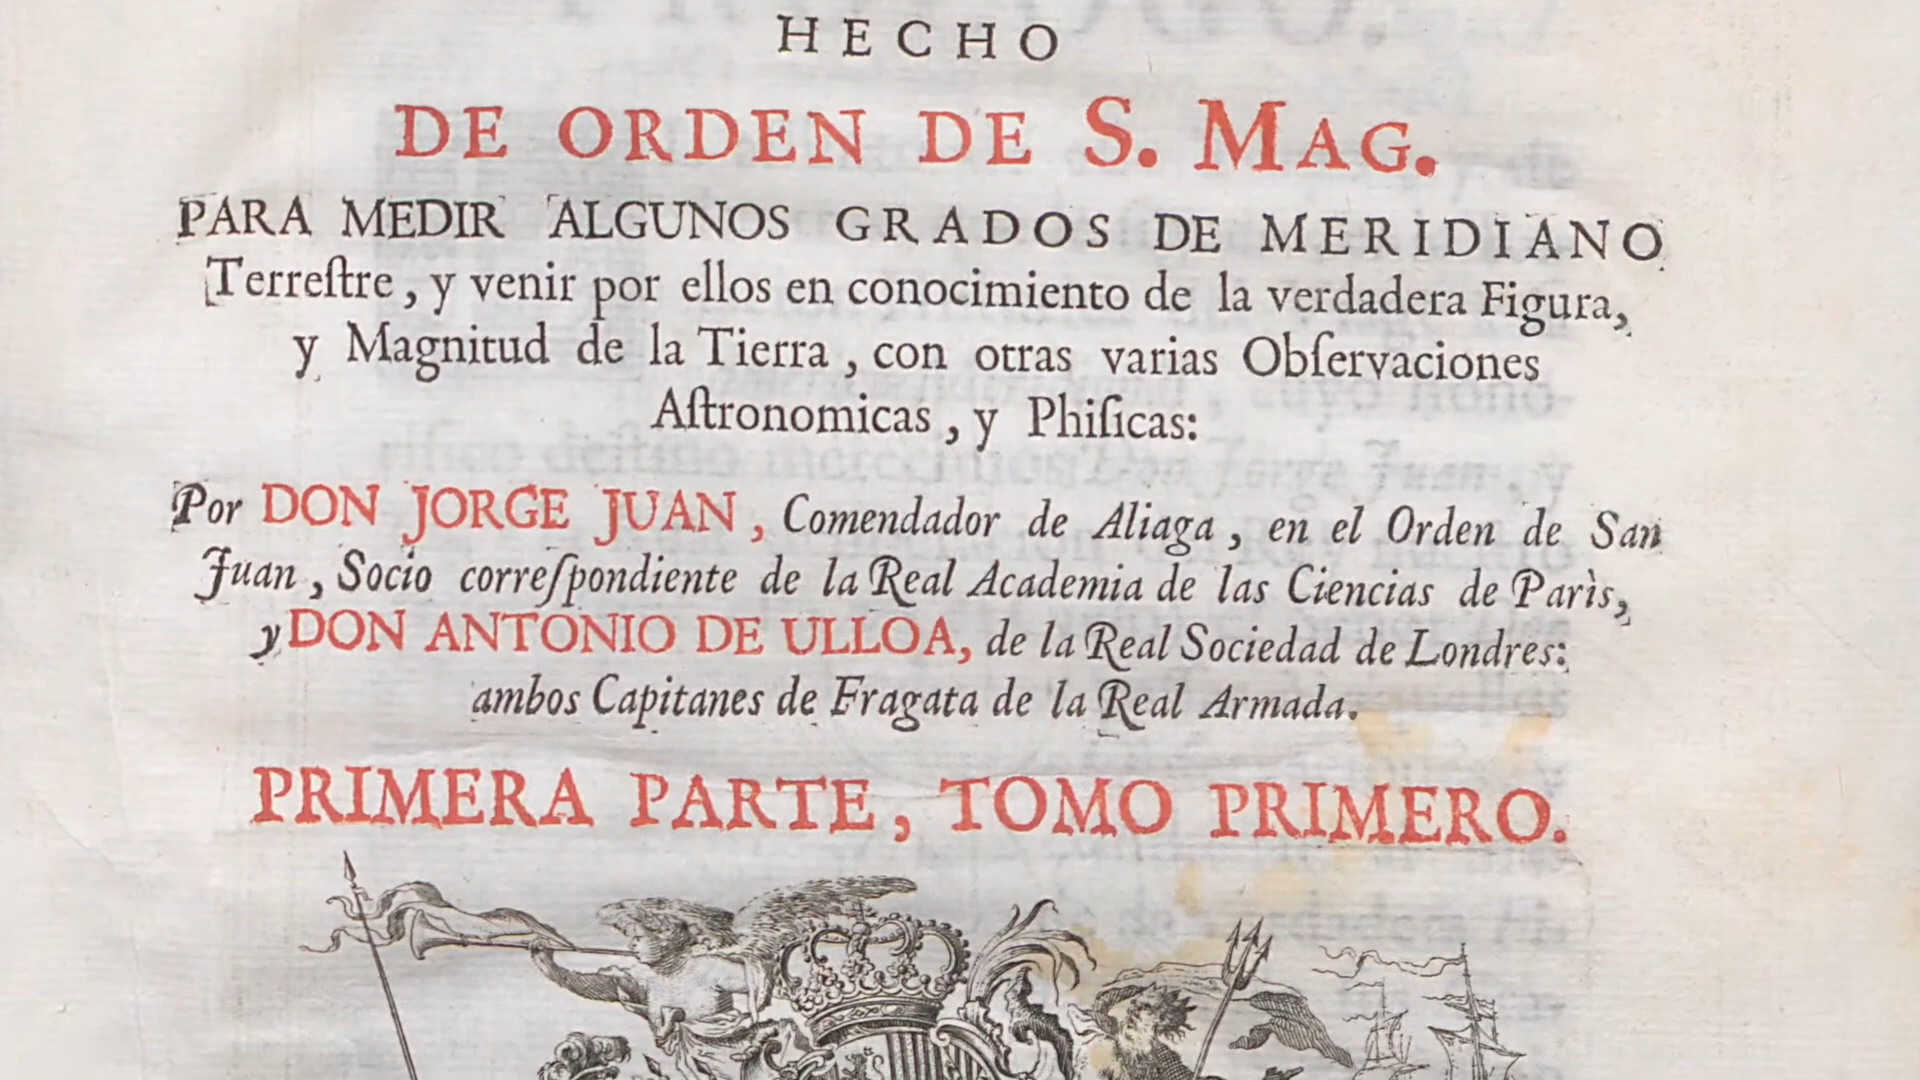 HECHO
DE ORDEN DE S. MAG.
PARA MEDIR ALGUNOS GRADOS DE MERIDIANO
Terreſtre, y venir por ellos en conocimiento de la verdadera Figura,
y Magnitud de la Tierra, con otras varias Obſervaciones
Aſtronomicas, y Phiſicas:
Por DON JORGE JUAN, Comendador de Aliaga, en el Orden de San
Juan, Socio correſpondiente de la Real Academia de las Ciencias de Parìs,
y DON ANTONIO DE ULLOA, de la Real Sociedad de Londres:
ambos Capitanes de Fragata de la Real Armada.
PRIMERA PARTE, TOMO PRIMERO.